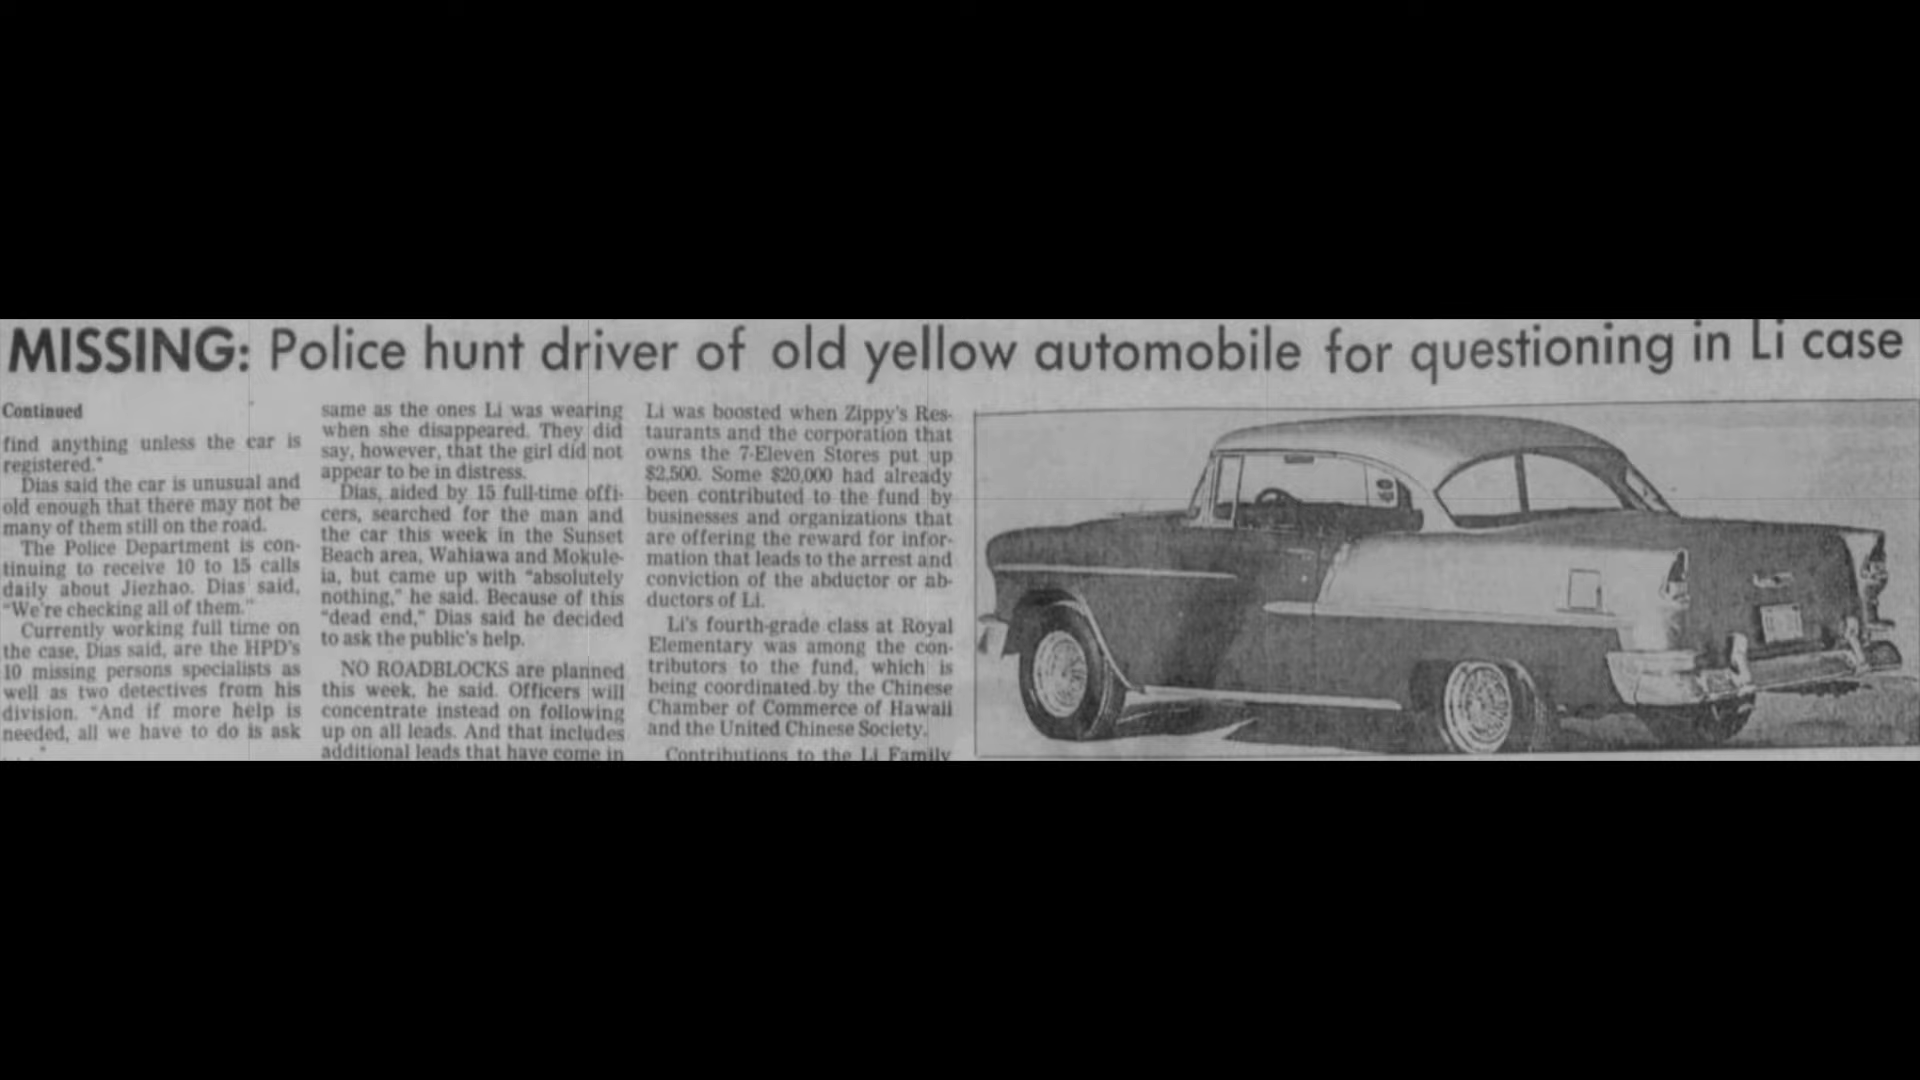 MISSING: Police hunt driver of old yellow automobile for questioning in Li case
Continued
find anything unless the car is
registered."
Dias said the car is unusual and
old enough that there may not be
many of them still on the road.
The Police Department is con-
tinuing to receive 10 to 15 calls
daily about Jiezhao. Dias said,
"We're checking all of them."
Currently working full time on
the case, Dias said, are the HPD's
10 missing persons specialists as
well as two detectives from his
division. "And if more help is
needed, all we have to do is ask
same as the ones Li was wearing
when she disappeared. They did
say, however, that the girl did not
appear to be in distress.
Dias, aided by 15 full-time offi-
cers, searched for the man and
the car this week in the Sunset
Beach area, Wahiawa and Mokule-
ia, but came up with "absolutely
nothing," he said. Because of this
"dead end," Dias said he decided
to ask the public's help.
NO ROADBLOCKS are planned
this week, he said. Officers will
concentrate instead on following
up on all leads. And that includes
additional leads that have come in
Li was boosted when Zippy's Res-
taurants and the corporation that
owns the 7-Eleven Stores put up
$2,500. Some $20,000 had already
been contributed to the fund by
businesses and organizations that
are offering the reward for infor-
mation that leads to the arrest and
conviction of the abductor or ab-
ductors of Li.
Li's fourth-grade class at Royal
Elementary was among the con-
tributors to the fund, which is
being coordinated by the Chinese
Chamber of Commerce of Hawaii
and the United Chinese Society.
Contributions to the Li Family